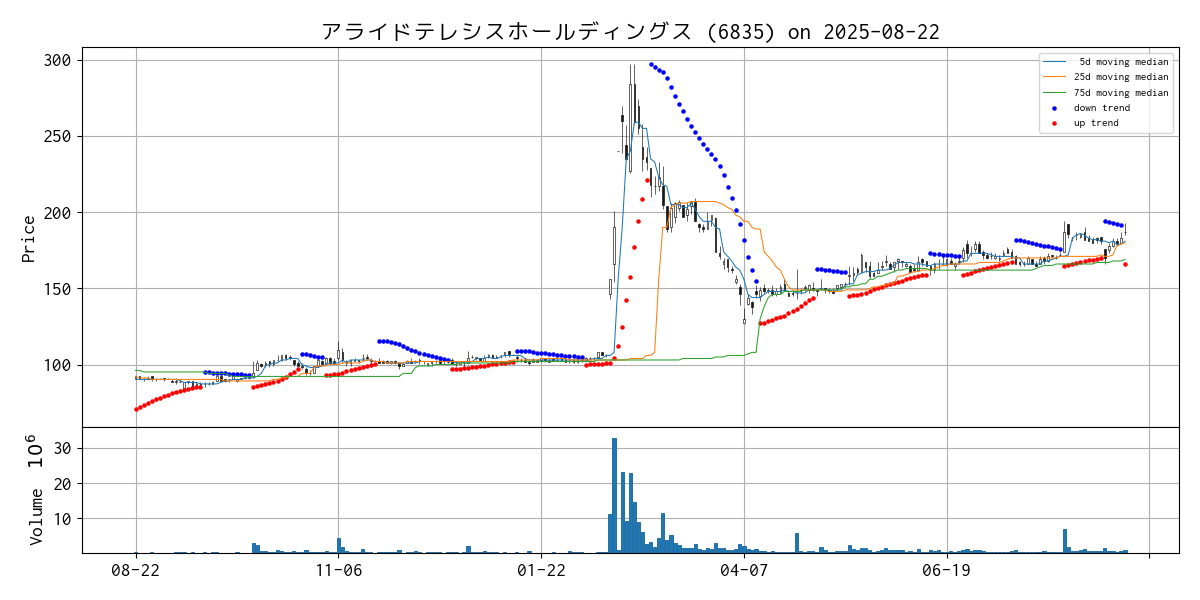 アライドテレシスホールディングス (6835) on 2025-08-22
300
250
200
150
100
Price
5d moving median
25d moving median
75d moving median
down trend
up trend
30
20
10
Volume 10^6
08-22
11-06
01-22
04-07
06-19